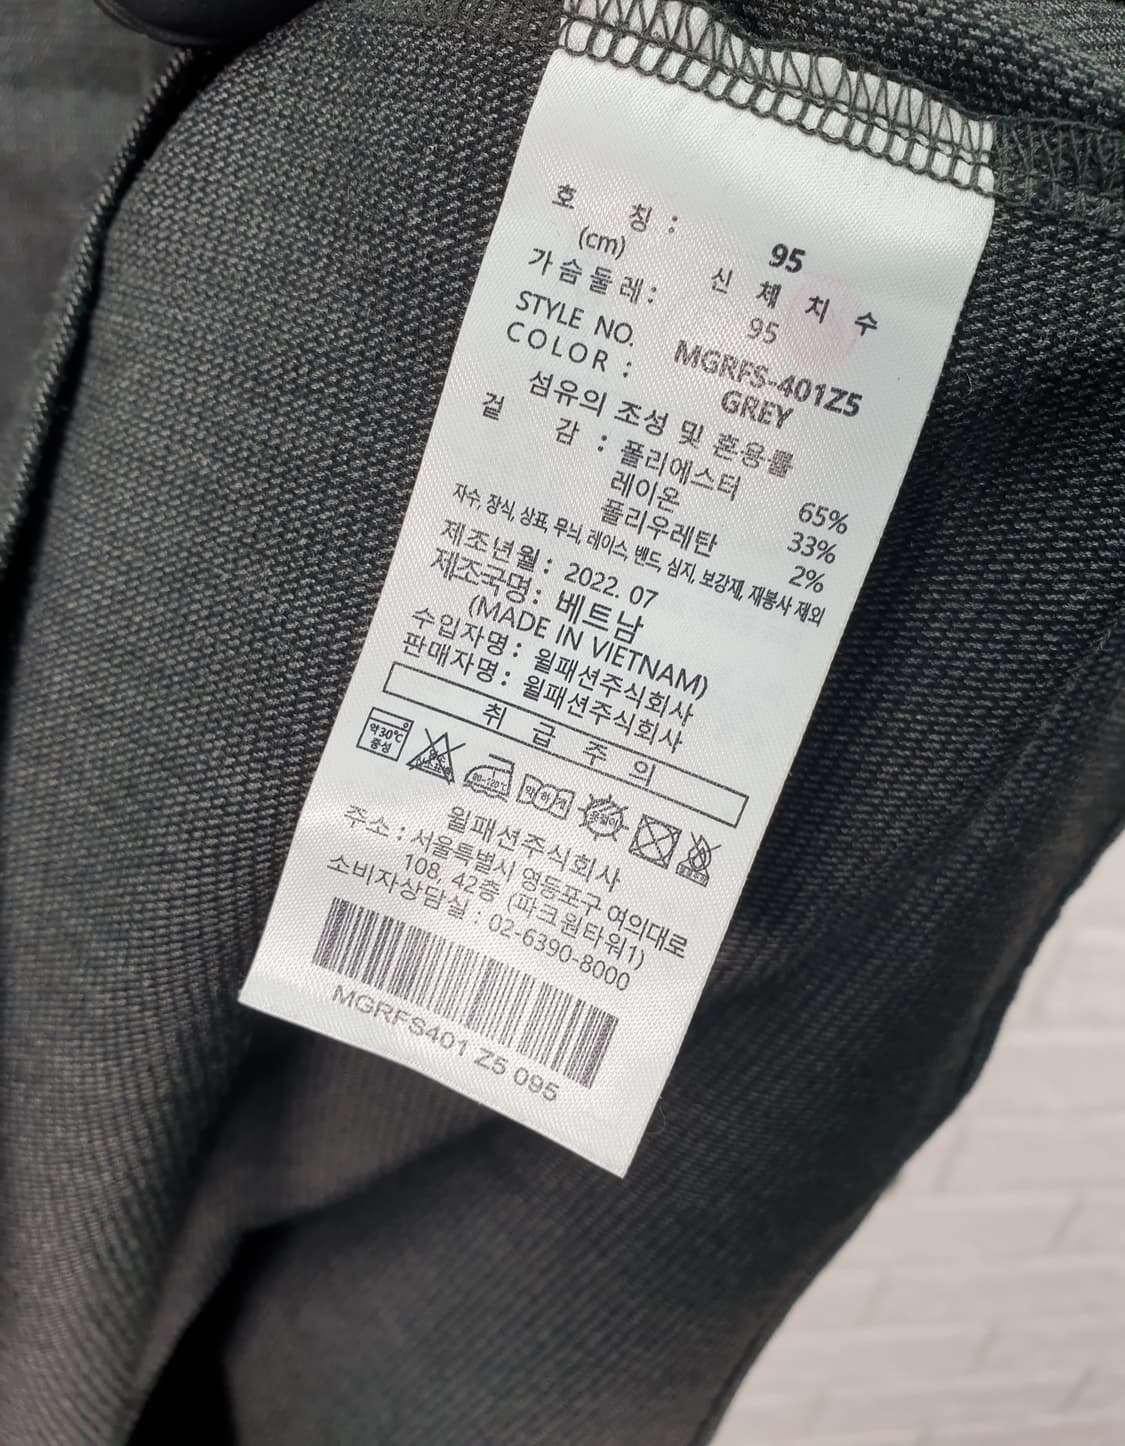 호 칭 : 95
(cm) 신 체 치 수
가슴둘레: 95
STYLE NO. MGRFS-401Z5
COLOR : GREY
섬유의 조성 및 혼용률
겉 감 : 폴리에스터 65%
레이온 33%
폴리우레탄 2%
자수, 장식, 상표, 무늬, 레이스, 밴드, 심지, 보강재, 재봉사 제외
제조년월 : 2022. 07
제조국명 : 베트남
(MADE IN VIETNAM)
수입자명 : 월패션주식회사
판매자명 : 월패션주식회사
취 급 주 의
약30℃
중성
80~120℃
약하게
월패션주식회사
주소 : 서울특별시 영등포구 여의대로
108, 42층 (파크원타워1)
소비자상담실 : 02-6390-8000
MGRFS401 Z5 095